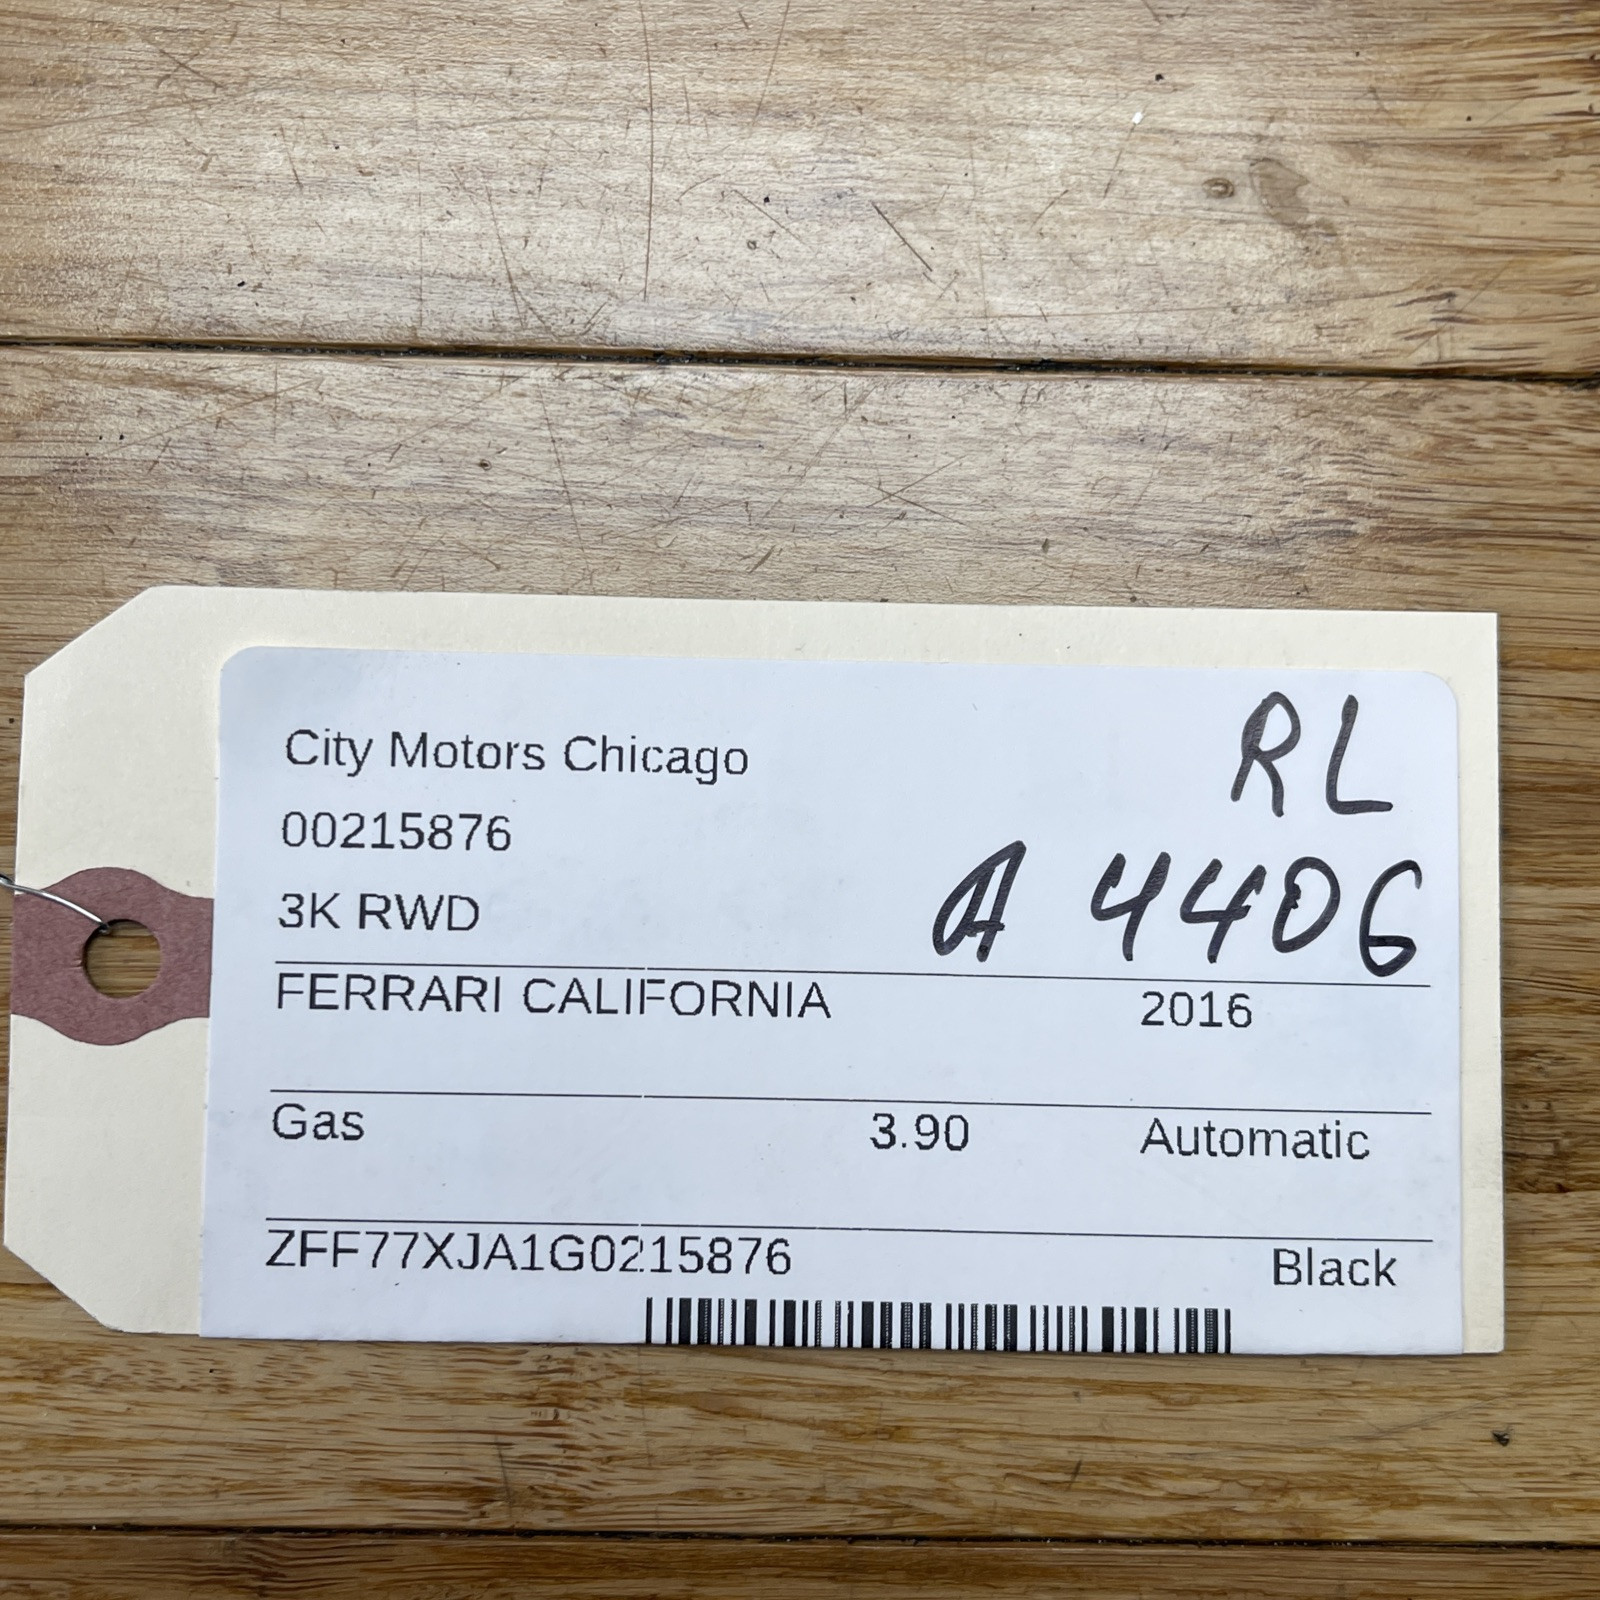 City Motors Chicago
RL
00215876
3K RWD
A 4406
FERRARI CALIFORNIA 2016
Gas 3.90 Automatic
ZFF77XJA1G0215876 Black